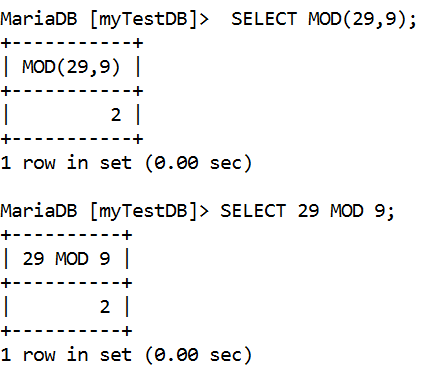 MariaDB [myTestDB]>  SELECT MOD(29,9);
+-----------+
| MOD(29,9) |
+-----------+
|         2 |
+-----------+
1 row in set (0.00 sec)

MariaDB [myTestDB]> SELECT 29 MOD 9;
+----------+
| 29 MOD 9 |
+----------+
|        2 |
+----------+
1 row in set (0.00 sec)